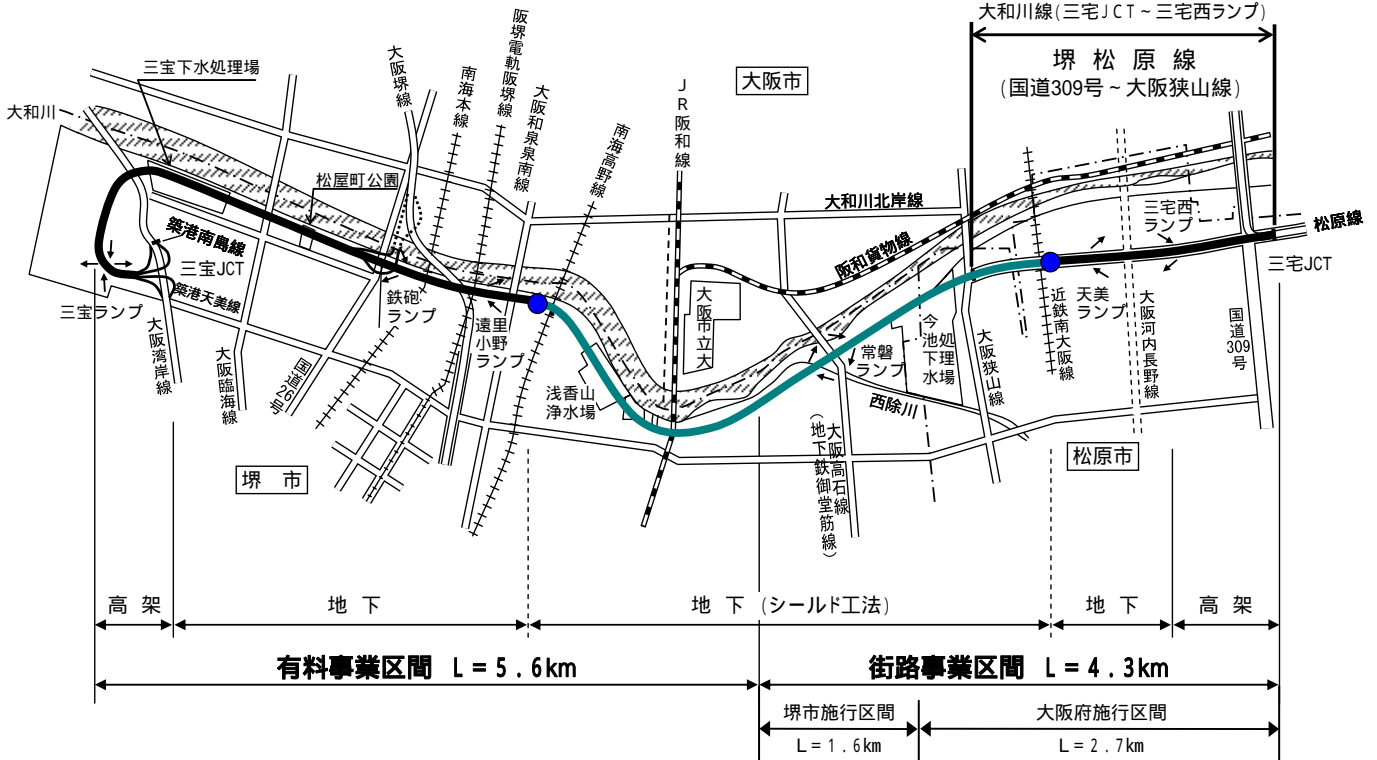 大和川線(三宅JCT~三宅西ランプ)
堺松原線
(国道309号~大阪狭山線)
三宝下水処理場
大和川
大阪堺線
南海本線
阪堺電軌阪堺線
大阪和泉泉南線
南海高野線
JR阪和線
大阪市
松屋町公園
大和川北岸線
三宅西
ランプ
松原線
阪和貨物線
築港南島線
三宝JCT
築港天美線
三宝ランプ
三宅JCT
鉄砲
ランプ
遠里
小野
ランプ
大阪市立大
常磐
ランプ
今池下水
処理場
近鉄南大阪線
天美
ランプ
国道309号
大阪湾岸線
大阪臨海線
国道26号
浅香山
浄水場
西除川
大阪狭山線
大阪河内長野線
大阪高石線
(地下鉄御堂筋線)
堺市
松原市
高架
地下
地下(シールド工法)
地下
高架
有料事業区間 L=5.6km
街路事業区間 L=4.3km
堺市施行区間
大阪府施行区間
L=1.6km
L=2.7km